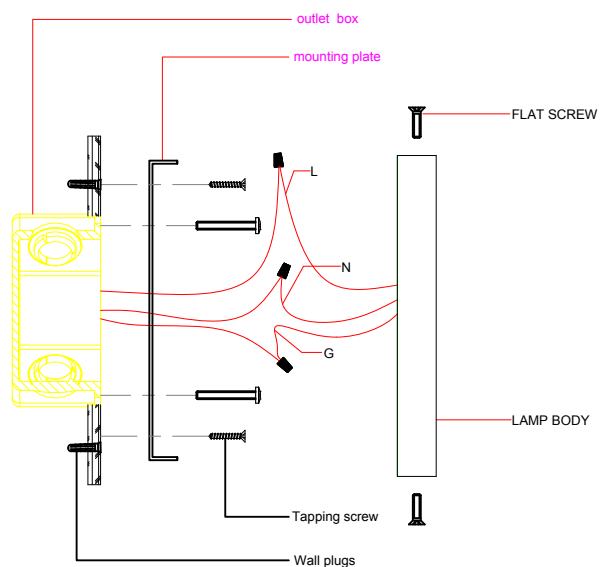 outlet box
mounting plate
FLAT SCREW
L
N
G
LAMP BODY
Tapping screw
Wall plugs